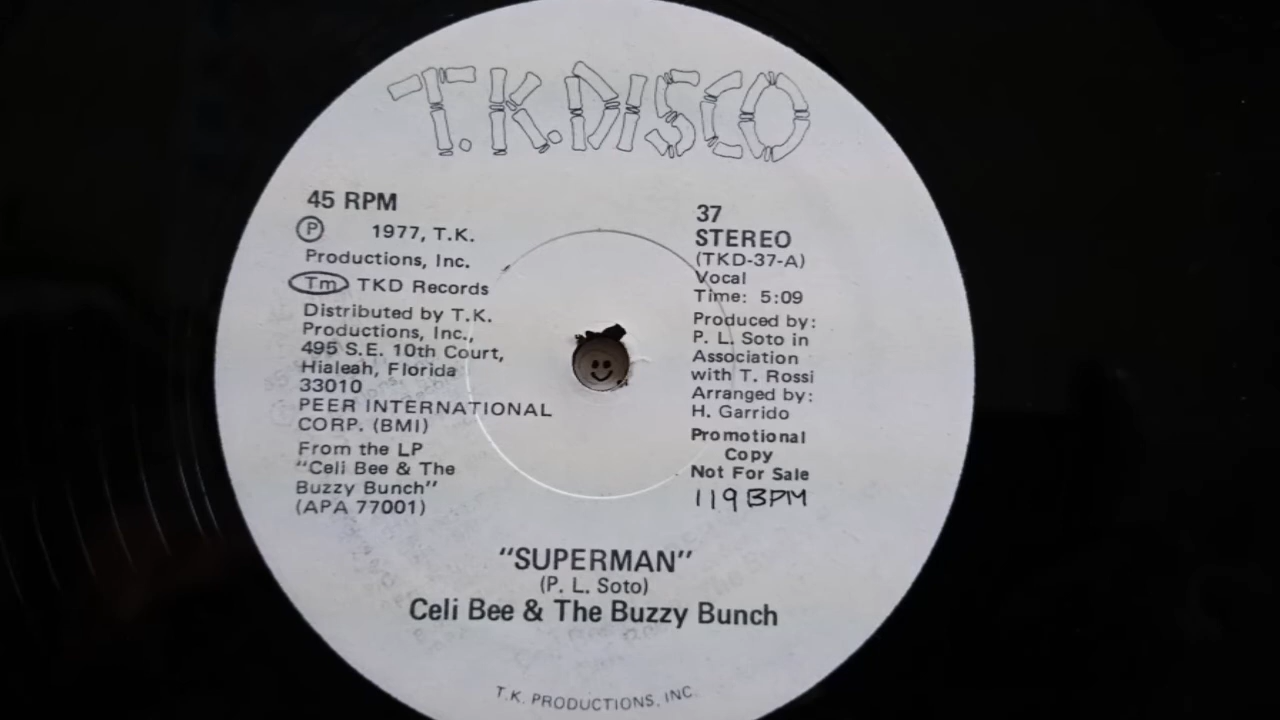 T.K. DISCO
45 RPM
Ⓟ 1977, T.K.
Productions, Inc.
Tm TKD Records
Distributed by T.K.
Productions, Inc.,
495 S.E. 10th Court,
Hialeah, Florida
33010
PEER INTERNATIONAL
CORP. (BMI)
From the LP
"Celi Bee & The
Buzzy Bunch"
(APA 77001)
37
STEREO
(TKD-37-A)
Vocal
Time: 5:09
Produced by:
P. L. Soto in
Association
with T. Rossi
Arranged by:
H. Garrido
Promotional
Copy
Not For Sale
119 BPM
"SUPERMAN"
(P. L. Soto)
Celi Bee & The Buzzy Bunch
T.K. PRODUCTIONS, INC.